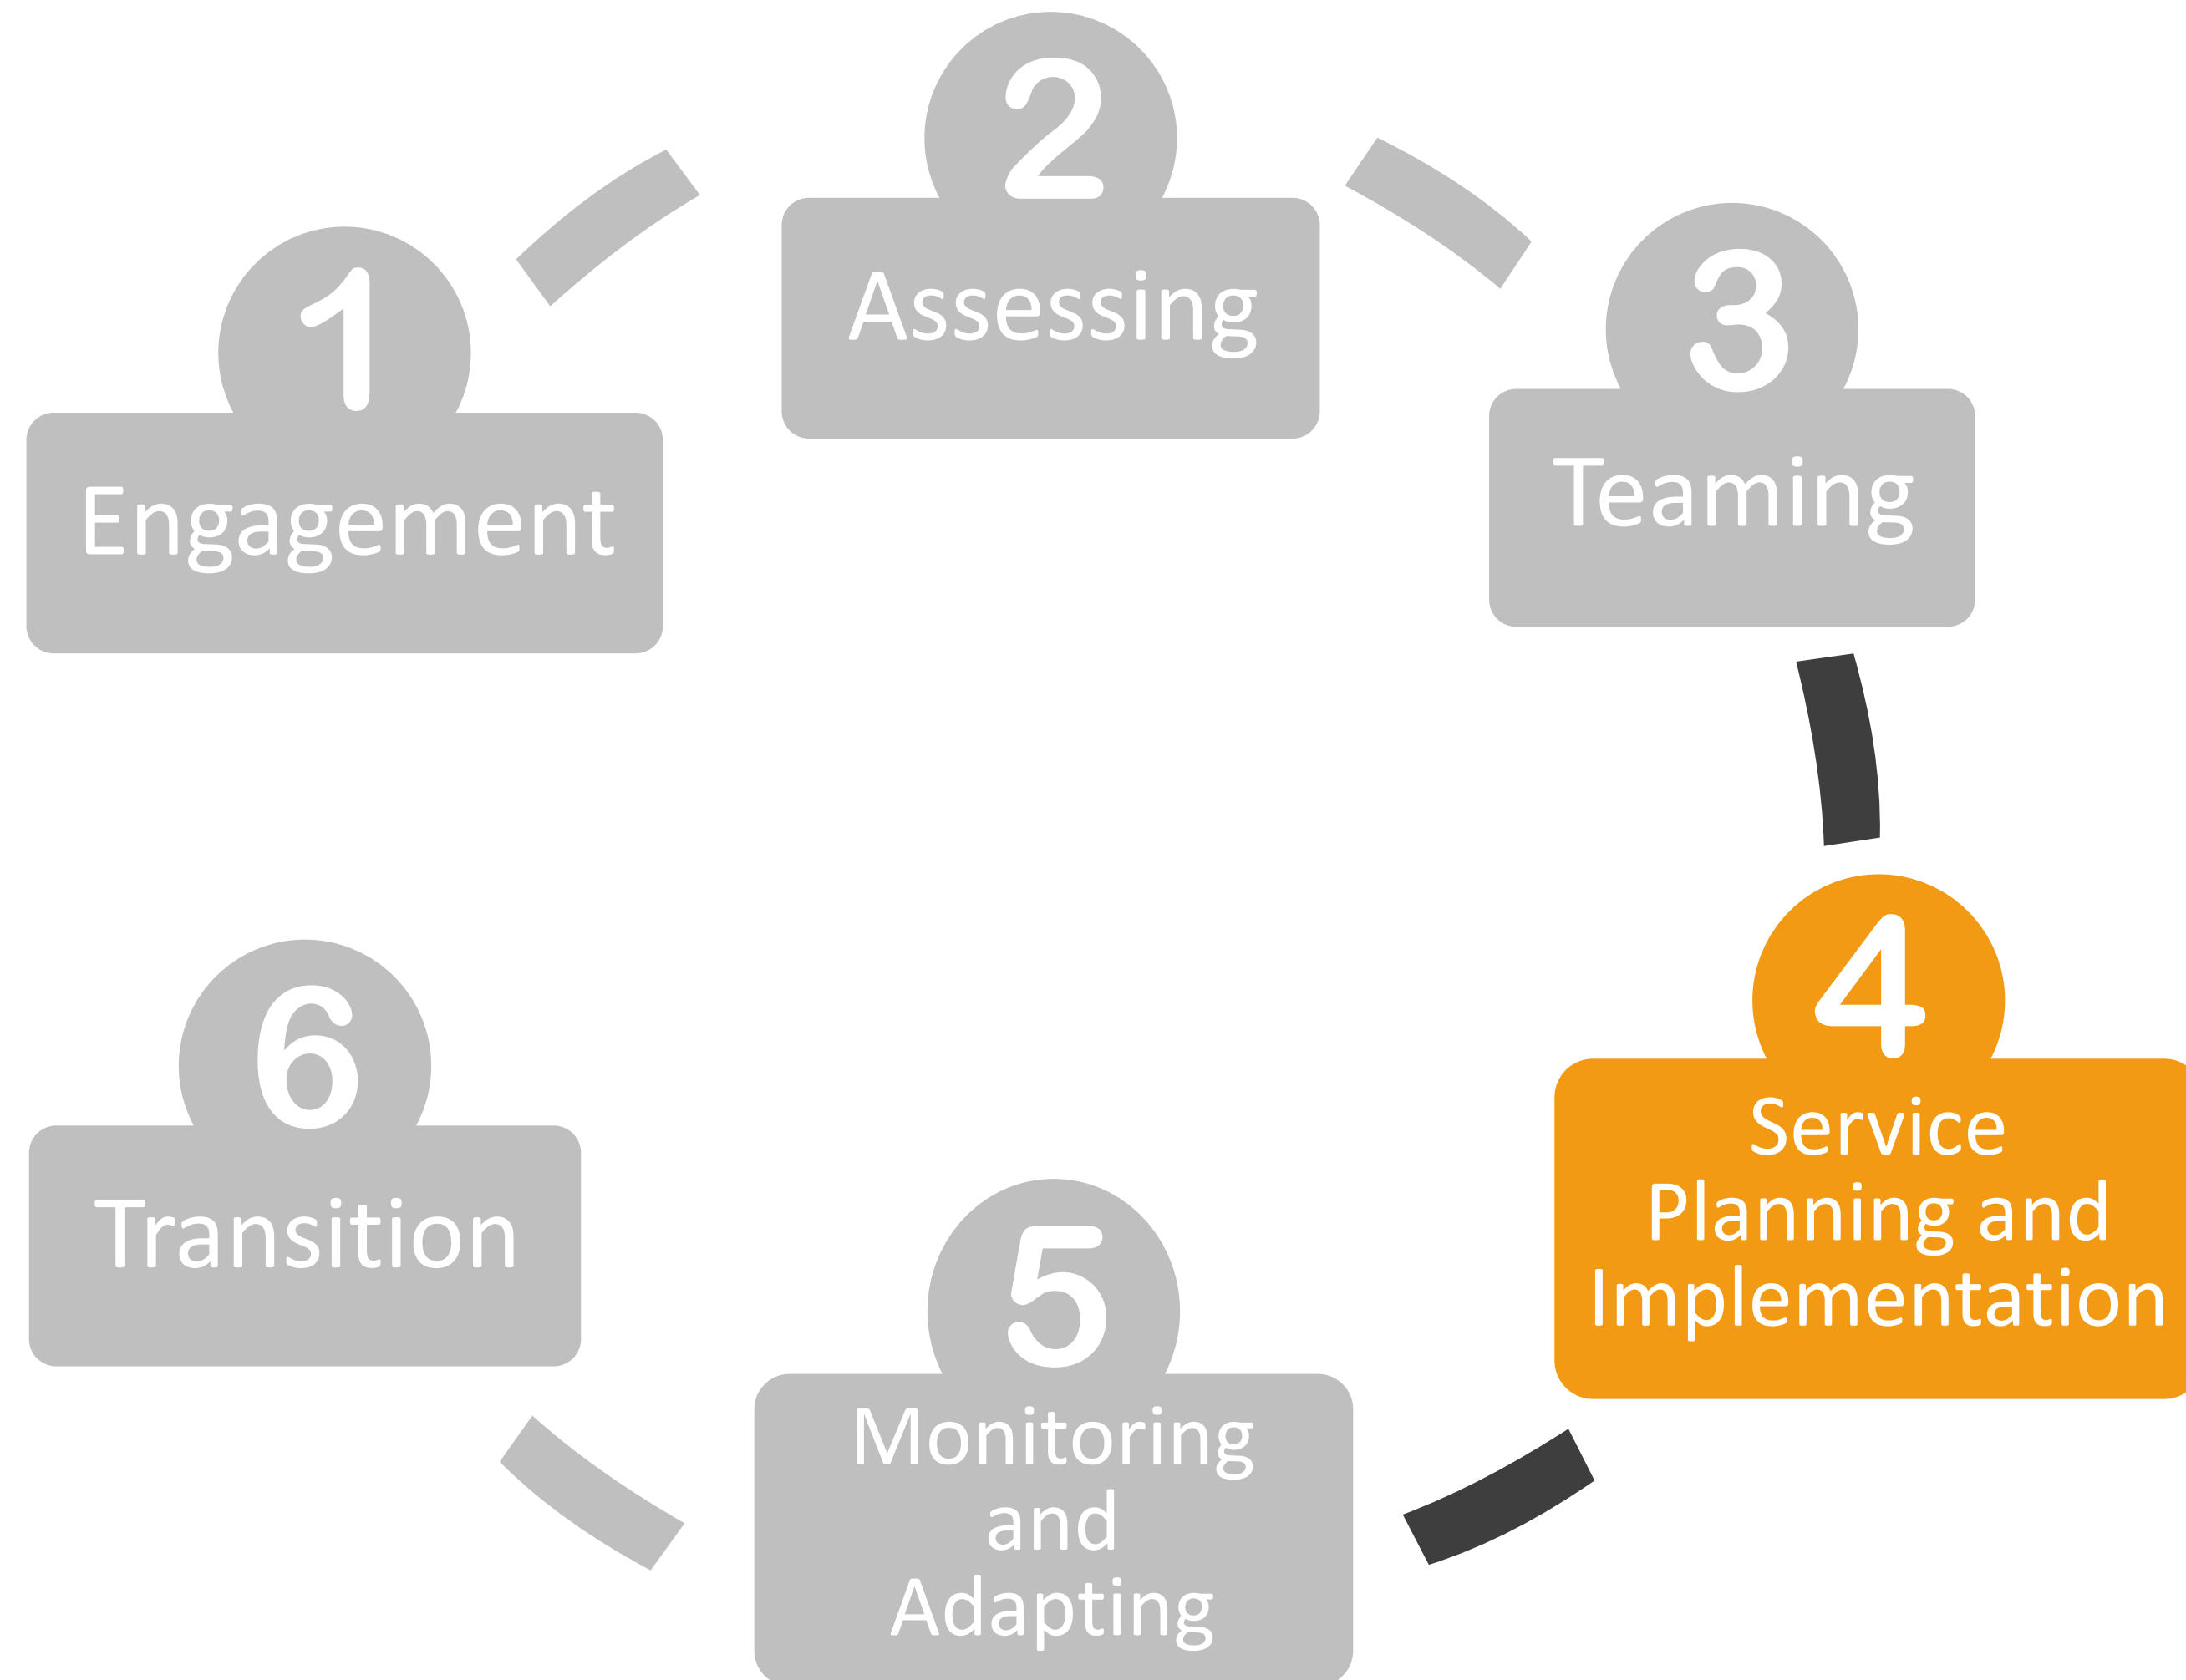 1
Engagement
2
Assessing
3
Teaming
4
Service
Planning and
Implementation
5
Monitoring
and
Adapting
6
Transition